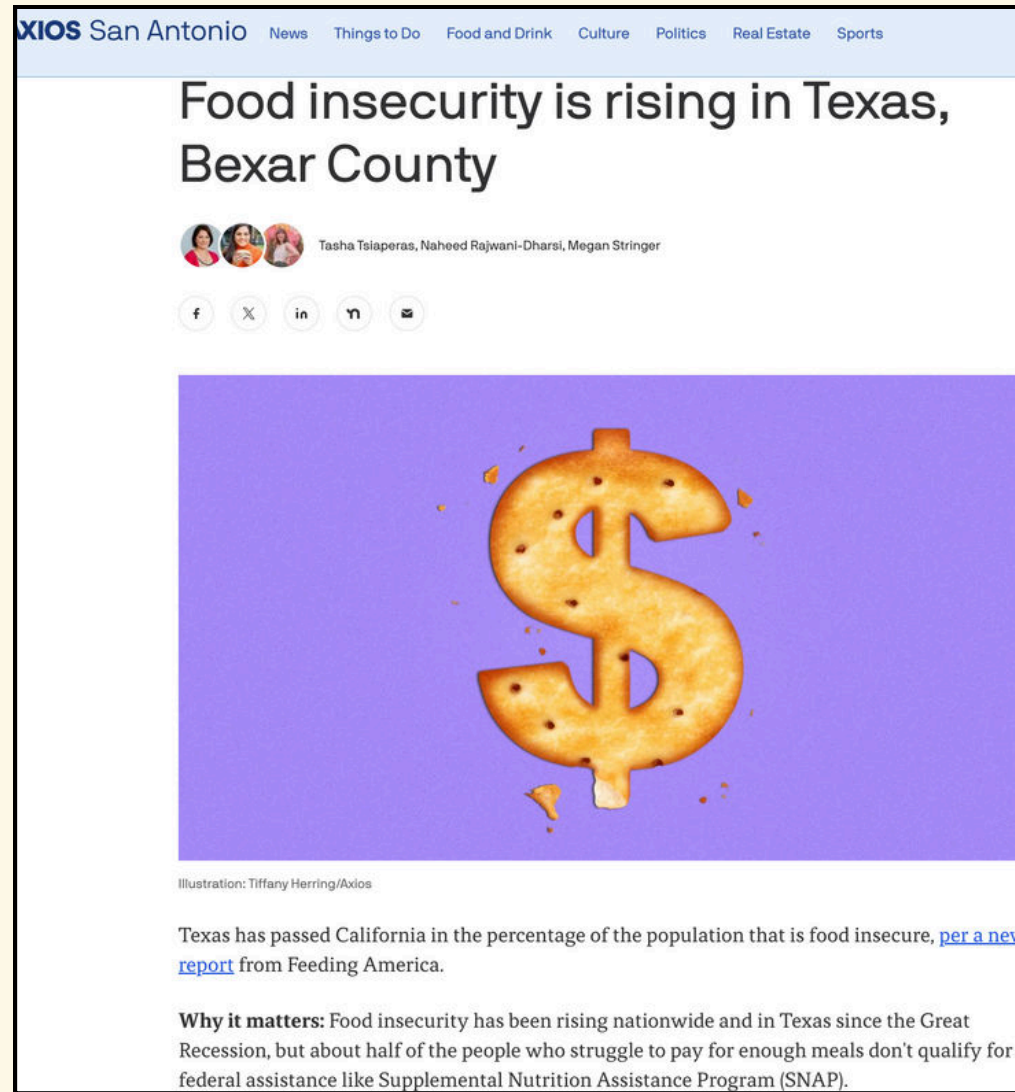 AXIOS San Antonio News Things to Do Food and Drink Culture Politics Real Estate Sports
Food insecurity is rising in Texas,
Bexar County
Tasha Tsiaperas, Naheed Rajwani-Dharsi, Megan Stringer
Illustration: Tiffany Herring/Axios
Texas has passed California in the percentage of the population that is food insecure, per a new
report from Feeding America.
Why it matters: Food insecurity has been rising nationwide and in Texas since the Great
Recession, but about half of the people who struggle to pay for enough meals don't qualify for
federal assistance like Supplemental Nutrition Assistance Program (SNAP).